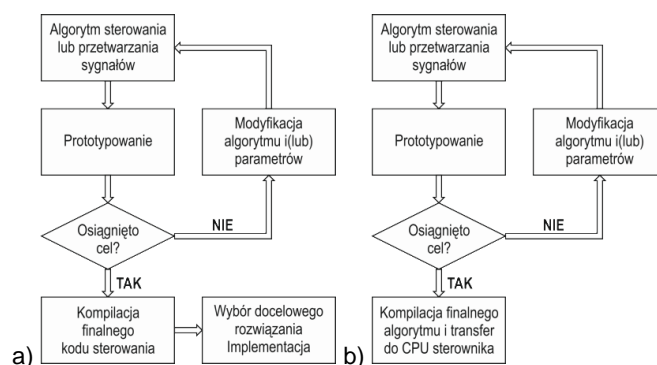 Algorytm sterowania
lub przetwarzania
sygnałów
Prototypowanie
Modyfikacja
algorytmu i(lub)
parametrów
Osiągnięto
cel?
NIE
TAK
Kompilacja
finalnego
kodu sterowania
Wybór docelowego
rozwiązania
Implementacja
a)
Algorytm sterowania
lub przetwarzania
sygnałów
Prototypowanie
Modyfikacja
algorytmu i(lub)
parametrów
Osiągnięto
cel?
NIE
TAK
Kompilacja finalnego
algorytmu i transfer
do CPU sterownika
b)